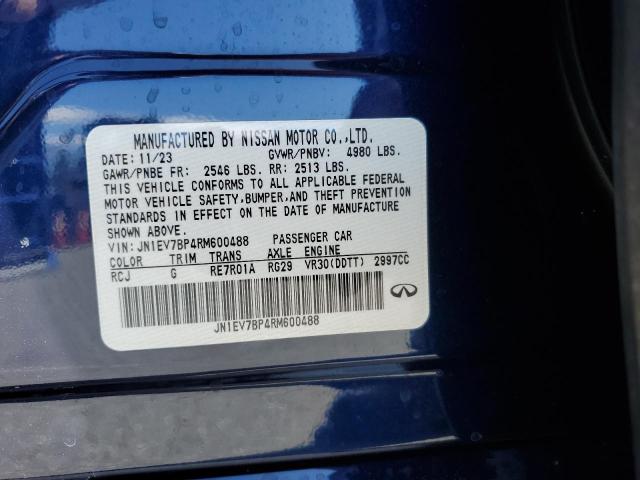 MANUFACTURED BY NISSAN MOTOR CO.,LTD.
DATE: 11/23 GVWR/PNBV: 4980 LBS.
GAWR/PNBE FR: 2546 LBS. RR: 2513 LBS.
THIS VEHICLE CONFORMS TO ALL APPLICABLE FEDERAL
MOTOR VEHICLE SAFETY,BUMPER,AND THEFT PREVENTION
STANDARDS IN EFFECT ON THE DATE OF MANUFACTURE
SHOWN ABOVE.
VIN: JN1EV7BP4RM600488 PASSENGER CAR
COLOR TRIM TRANS AXLE ENGINE
RCJ G RE7R01A RG29 VR30(DDTT) 2997CC
JN1EV7BP4RM600488